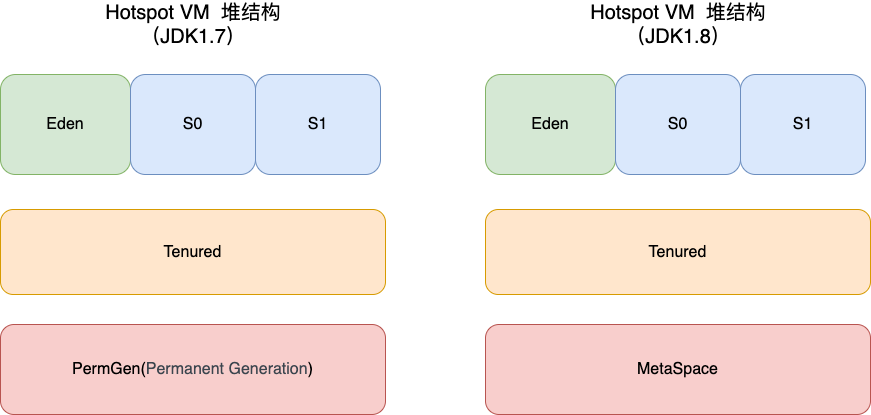 Hotspot VM 堆结构
（JDK1.7）
Eden
S0
S1
Tenured
PermGen(Permanent Generation)
Hotspot VM 堆结构
（JDK1.8）
Eden
S0
S1
Tenured
MetaSpace